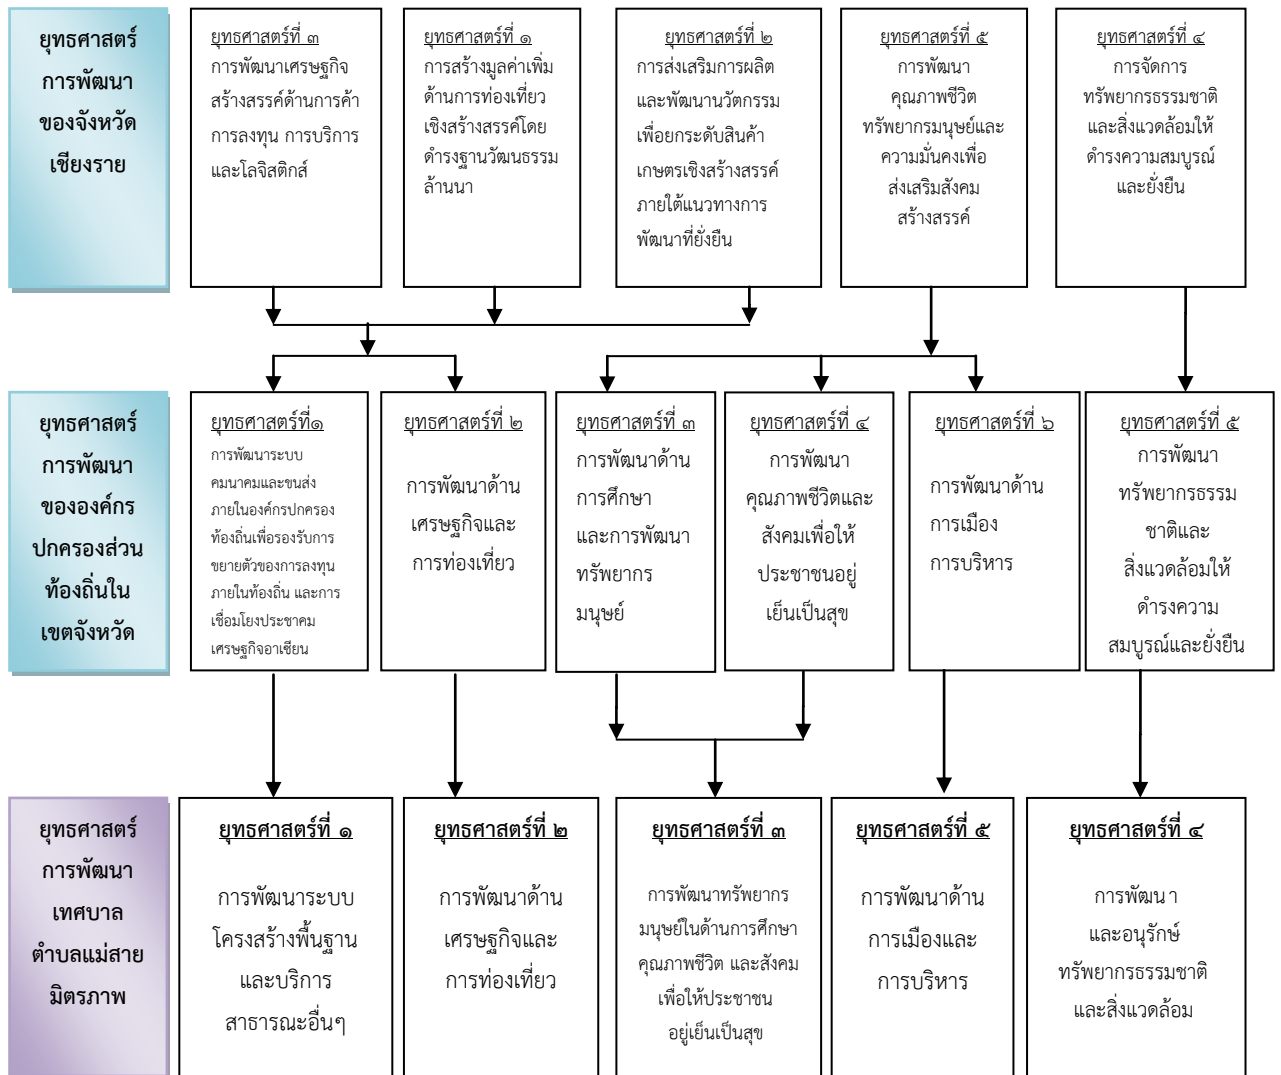 ยุทธศาสตร์
การพัฒนา
ของจังหวัด
เชียงราย
ยุทธศาสตร์ที่ ๓
การพัฒนาเศรษฐกิจ
สร้างสรรค์ด้านการค้า
การลงทุน การบริการ
และโลจิสติกส์
ยุทธศาสตร์ที่ ๑
การสร้างมูลค่าเพิ่ม
ด้านการท่องเที่ยว
เชิงสร้างสรรค์โดย
ดำรงฐานวัฒนธรรม
ล้านนา
ยุทธศาสตร์ที่ ๒
การส่งเสริมการผลิต
และพัฒนานวัตกรรม
เพื่อยกระดับสินค้า
เกษตรเชิงสร้างสรรค์
ภายใต้แนวทางการ
พัฒนาที่ยั่งยืน
ยุทธศาสตร์ที่ ๕
การพัฒนา
คุณภาพชีวิต
ทรัพยากรมนุษย์และ
ความมั่นคงเพื่อ
ส่งเสริมสังคม
สร้างสรรค์
ยุทธศาสตร์ที่ ๔
การจัดการ
ทรัพยากรธรรมชาติ
และสิ่งแวดล้อมให้
ดำรงความสมบูรณ์
และยั่งยืน
ยุทธศาสตร์
การพัฒนา
ขององค์กร
ปกครองส่วน
ท้องถิ่นใน
เขตจังหวัด
ยุทธศาสตร์ที่๑
การพัฒนาระบบ
คมนาคมและขนส่ง
ภายในองค์กรปกครอง
ท้องถิ่นเพื่อรองรับการ
ขยายตัวของการลงทุน
ภายในท้องถิ่น และการ
เชื่อมโยงประชาคม
เศรษฐกิจอาเซียน
ยุทธศาสตร์ที่ ๒
การพัฒนาด้าน
เศรษฐกิจและ
การท่องเที่ยว
ยุทธศาสตร์ที่ ๓
การพัฒนาด้าน
การศึกษา
และการพัฒนา
ทรัพยากร
มนุษย์
ยุทธศาสตร์ที่ ๔
การพัฒนา
คุณภาพชีวิตและ
สังคมเพื่อให้
ประชาชนอยู่
เย็นเป็นสุข
ยุทธศาสตร์ที่ ๖
การพัฒนาด้าน
การเมือง
การบริหาร
ยุทธศาสตร์ที่ ๕
การพัฒนา
ทรัพยากรธรรม
ชาติและ
สิ่งแวดล้อมให้
ดำรงความ
สมบูรณ์และยั่งยืน
ยุทธศาสตร์
การพัฒนา
เทศบาล
ตำบลแม่สาย
มิตรภาพ
ยุทธศาสตร์ที่ ๑
การพัฒนาระบบ
โครงสร้างพื้นฐาน
และบริการ
สาธารณะอื่นๆ
ยุทธศาสตร์ที่ ๒
การพัฒนาด้าน
เศรษฐกิจและ
การท่องเที่ยว
ยุทธศาสตร์ที่ ๓
การพัฒนาทรัพยากร
มนุษย์ในด้านการศึกษา
คุณภาพชีวิต และสังคม
เพื่อให้ประชาชน
อยู่เย็นเป็นสุข
ยุทธศาสตร์ที่ ๕
การพัฒนาด้าน
การเมืองและ
การบริหาร
ยุทธศาสตร์ที่ ๔
การพัฒนา
และอนุรักษ์
ทรัพยากรธรรมชาติ
และสิ่งแวดล้อม